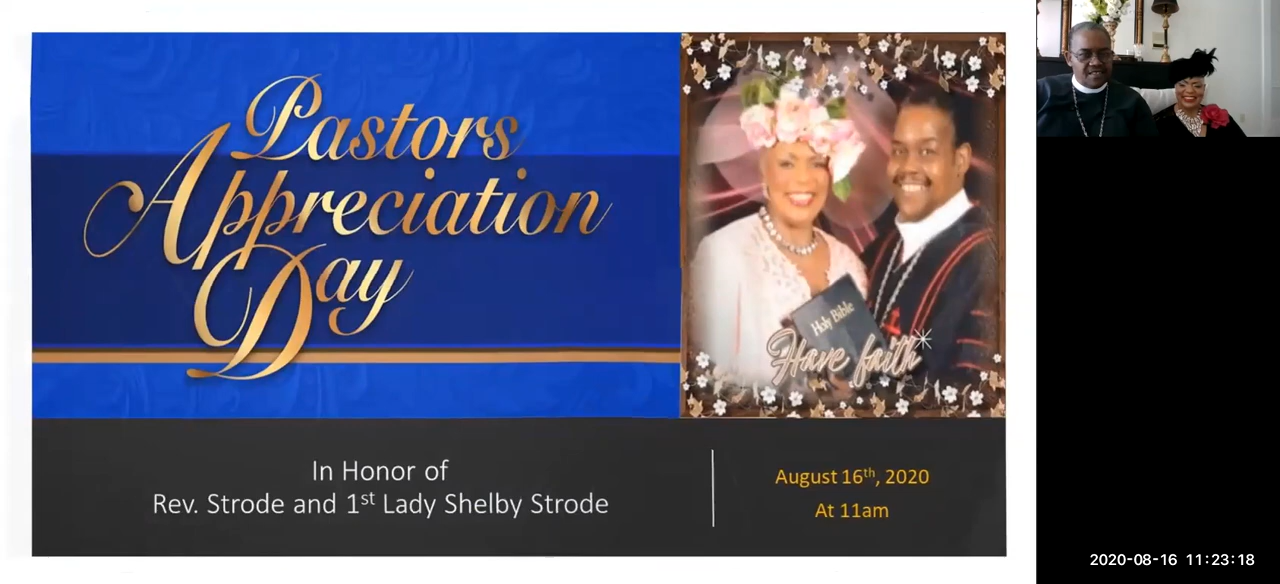 Pastors
Appreciation
Day
Holy Bible
Have faith
In Honor of
Rev. Strode and 1st Lady Shelby Strode
August 16th, 2020
At 11am
2020-08-16 11:23:18